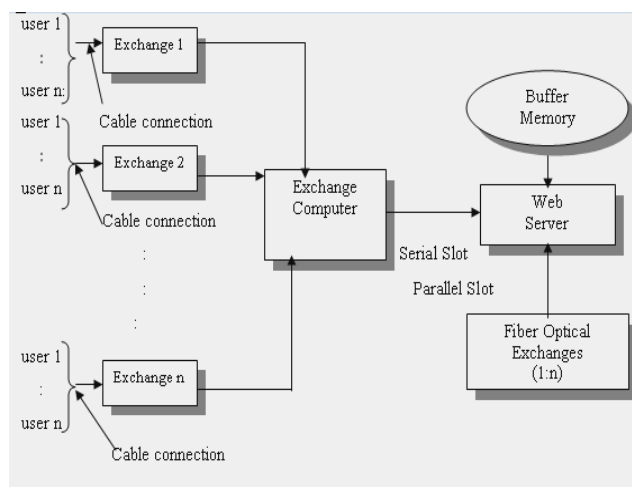 user 1
:
user n:
Exchange 1
Cable connection
user 1
:
user n
Exchange 2
Cable connection
:
:
:
user 1
:
user n
Exchange n
Cable connection
Exchange
Computer
Serial Slot
Parallel Slot
Buffer
Memory
Web
Server
Fiber Optical
Exchanges
(1:n)